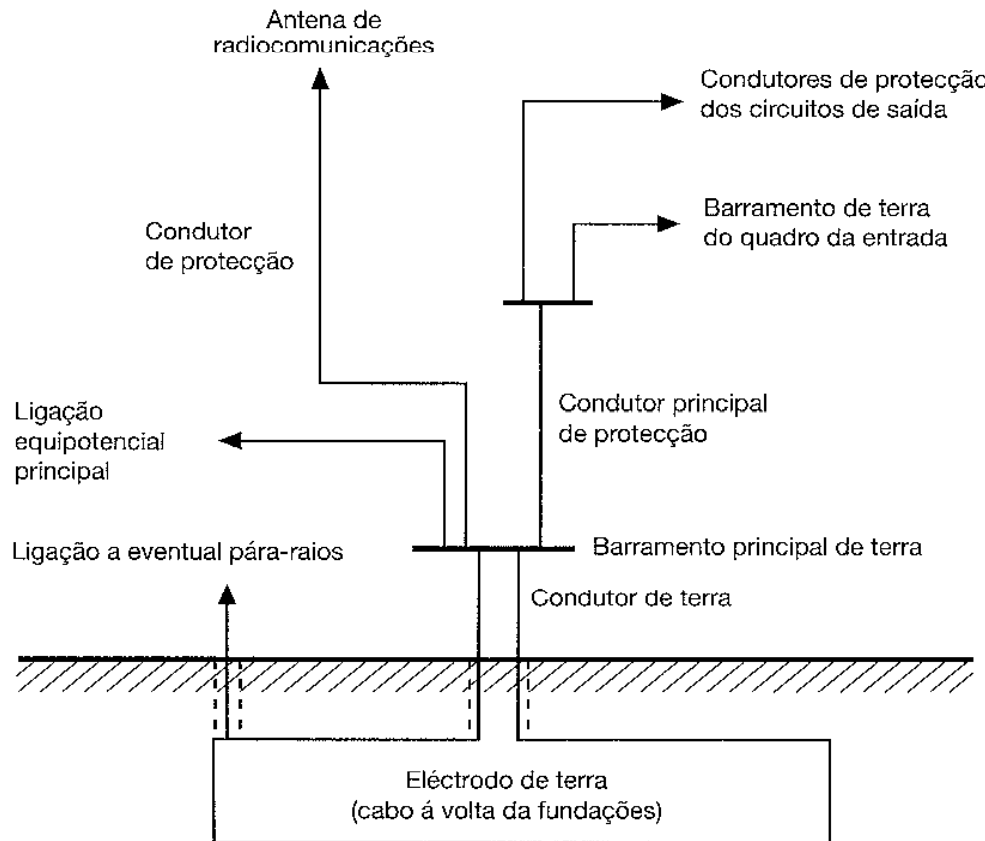 Antena de
radiocomunicações
Condutores de protecção
dos circuitos de saída
Barramento de terra
do quadro da entrada
Condutor
de protecção
Condutor principal
de protecção
Ligação
equipotencial
principal
Ligação a eventual pára-raios
Barramento principal de terra
Condutor de terra
Eléctrodo de terra
(cabo á volta da fundações)